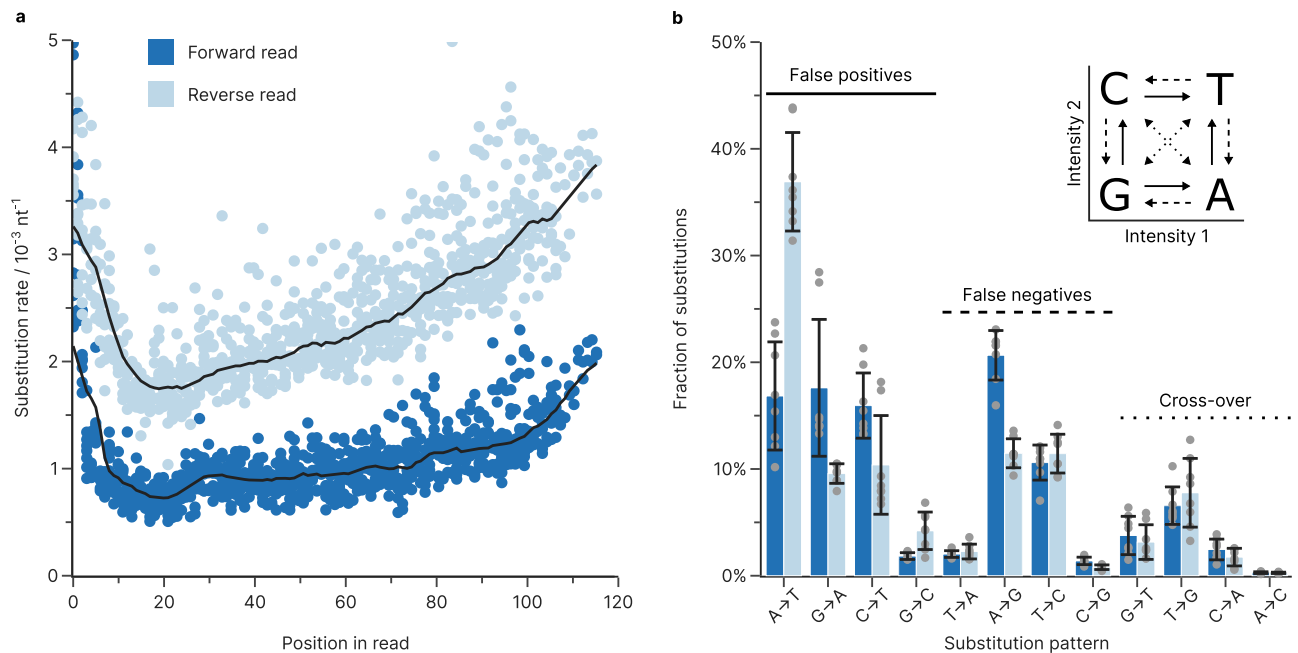 a
Forward read
Reverse read
5
4
3
2
1
0
0 20 40 60 80 100 120
Substitution rate / 10⁻³ nt⁻¹
Position in read
b
50%
40%
30%
20%
10%
0%
Fraction of substitutions
False positives
False negatives
Cross-over
C T
G A
Intensity 2
Intensity 1
A→T G→A C→T G→C T→A A→G T→C C→G G→T T→G C→A A→C
Substitution pattern